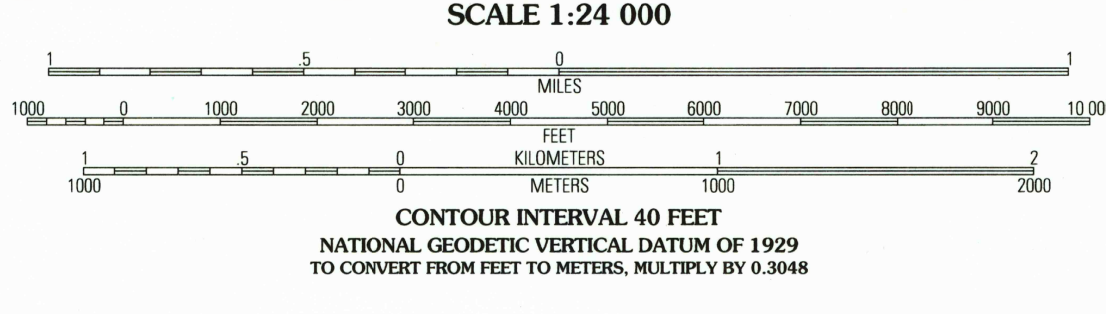 SCALE 1:24 000
1 .5 0 1
MILES
1000 0 1000 2000 3000 4000 5000 6000 7000 8000 9000 10 00
FEET
1 .5 0 KILOMETERS 1 2
1000 0 METERS 1000 2000
CONTOUR INTERVAL 40 FEET
NATIONAL GEODETIC VERTICAL DATUM OF 1929
TO CONVERT FROM FEET TO METERS, MULTIPLY BY 0.3048